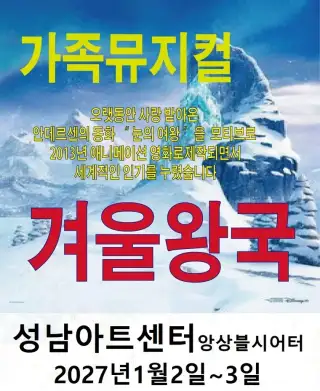 가족뮤지컬
오랫동안 사랑 받아온
안데르센의 동화 “ 눈의 여왕 ” 를 모티브로
2013년 애니메이션 영화로제작되면서
세계적인 인기를 누렸습니다.
겨울왕국
Disney
성남아트센터앙상블시어터
2027년1월2일~3일